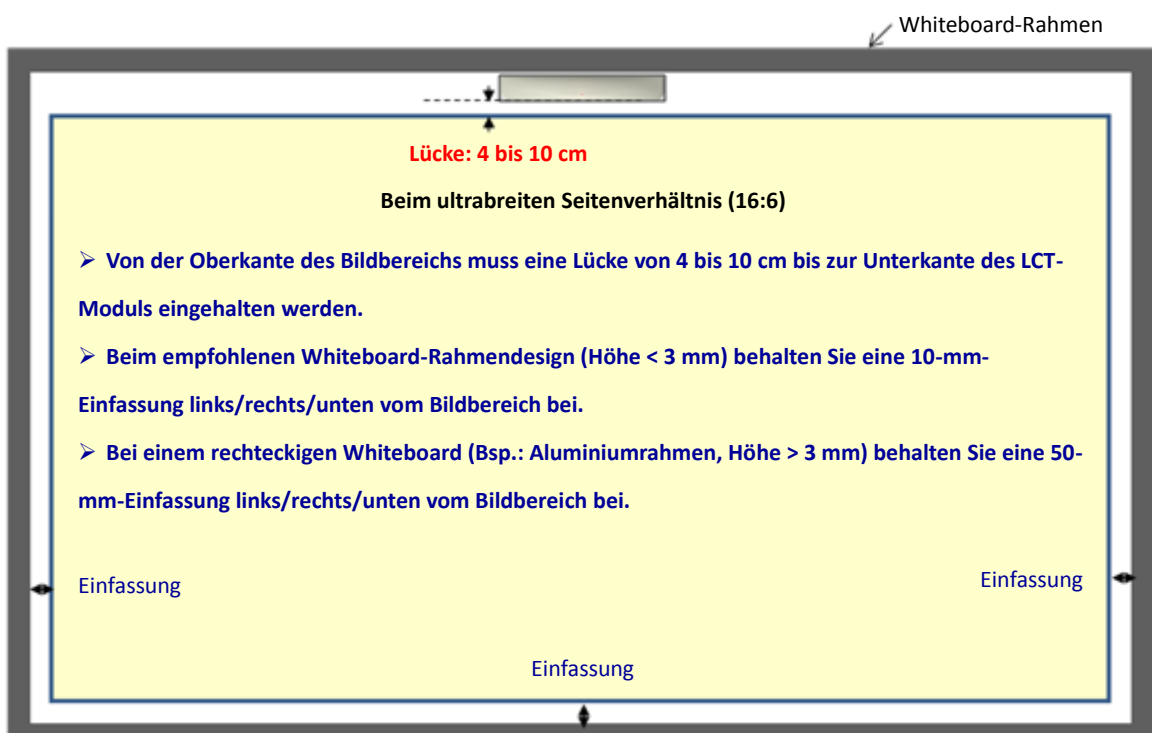 Whiteboard-Rahmen
Lücke: 4 bis 10 cm
Beim ultrabreiten Seitenverhältnis (16:6)
➢ Von der Oberkante des Bildbereichs muss eine Lücke von 4 bis 10 cm bis zur Unterkante des LCT-
Moduls eingehalten werden.
➢ Beim empfohlenen Whiteboard-Rahmendesign (Höhe < 3 mm) behalten Sie eine 10-mm-
Einfassung links/rechts/unten vom Bildbereich bei.
➢ Bei einem rechteckigen Whiteboard (Bsp.: Aluminiumrahmen, Höhe > 3 mm) behalten Sie eine 50-
mm-Einfassung links/rechts/unten vom Bildbereich bei.
Einfassung
Einfassung
Einfassung